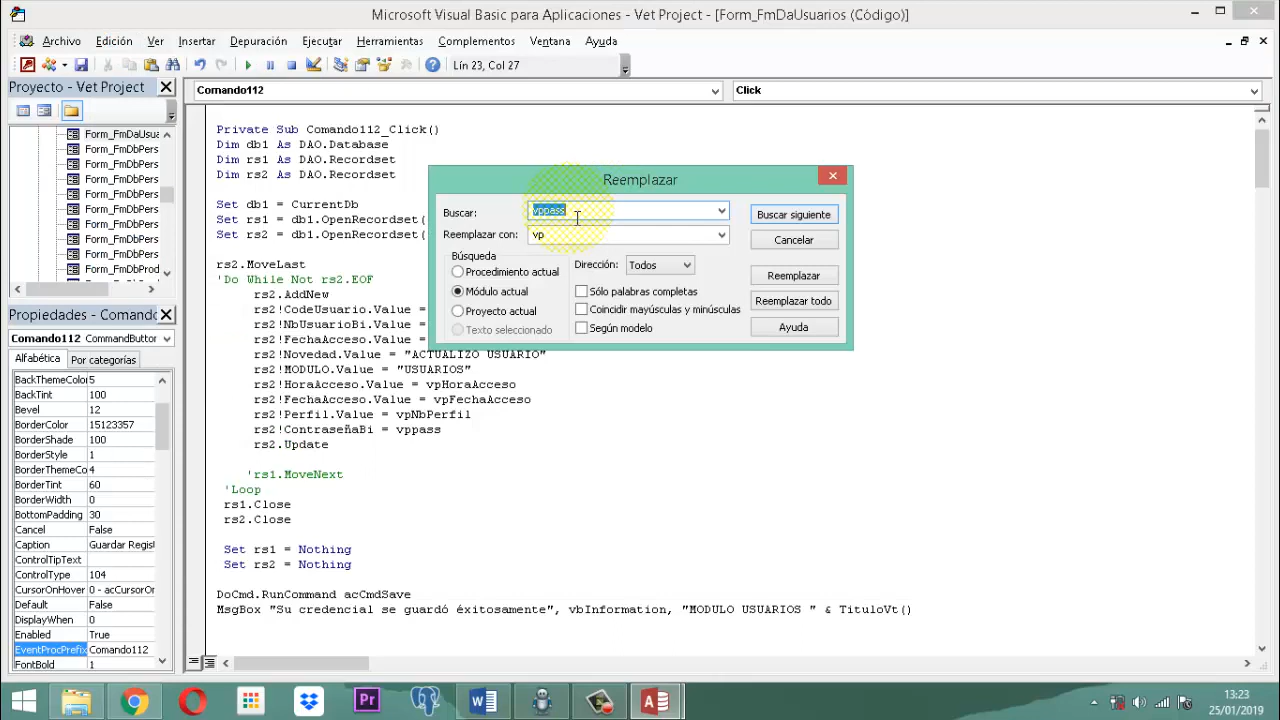 Microsoft Visual Basic para Aplicaciones - Vet Project - [Form_FmDaUsuarios (Código)]
Archivo Edición Ver Insertar Formato Depuración Ejecutar Herramientas Complementos Ventana Ayuda
Lín 23, Col 27
Proyecto - Vet Project
Comando112
Click
Form_FmDaUsua
Form_FmDbPers
Form_FmDbPers
Form_FmDbPers
Form_FmDbPers
Form_FmDbPers
Form_FmDbPers
Form_FmDbPers
Form_FmDbProd
Propiedades - Comando
Comando112 CommandButton
Alfabética
Por categorías
BackThemeColor 5
BackTint 100
Bevel 12
BorderColor 15123357
BorderShade 100
BorderStyle 1
BorderThemeCo 4
BorderTint 60
BorderWidth 0
BottomPadding 30
Cancel False
Caption Guardar Regist
ControlTipText
ControlType 104
CursorOnHover 0 - acCursorOn
Default False
DisplayWhen 0
Enabled True
EventProcPrefix Comando112
FontBold 1
Private Sub Comando112_Click()
Dim db1 As DAO.Database
Dim rs1 As DAO.Recordset
Dim rs2 As DAO.Recordset
Set db1 = CurrentDb
Set rs1 = db1.OpenRecordset(
Set rs2 = db1.OpenRecordset(
rs2.MoveLast
'Do While Not rs2.EOF
rs2.AddNew
rs2!CodeUsuario.Value =
rs2!NbUsuarioBi.Value =
rs2!FechaAcceso.Value =
rs2!Novedad.Value = "ACTUALIZO USUARIO"
rs2!MODULO.Value = "USUARIOS"
rs2!HoraAcceso.Value = vpHoraAcceso
rs2!FechaAcceso.Value = vpFechaAcceso
rs2!Perfil.Value = vpNbPerfil
rs2!ContraseñaBi = vppass
rs2.Update
'rs1.MoveNext
'Loop
rs1.Close
rs2.Close
Set rs1 = Nothing
Set rs2 = Nothing
DoCmd.RunCommand acCmdSave
MsgBox "Su credencial se guardó éxitosamente", vbInformation, "MODULO USUARIOS " & TituloVt()
Reemplazar
Buscar: vppass
Reemplazar con: vp
Búsqueda
Procedimiento actual
Módulo actual
Proyecto actual
Texto seleccionado
Dirección: Todos
Sólo palabras completas
Coincidir mayúsculas y minúsculas
Según modelo
Buscar siguiente
Cancelar
Reemplazar
Reemplazar todo
Ayuda
Pr
13:23
25/01/2019